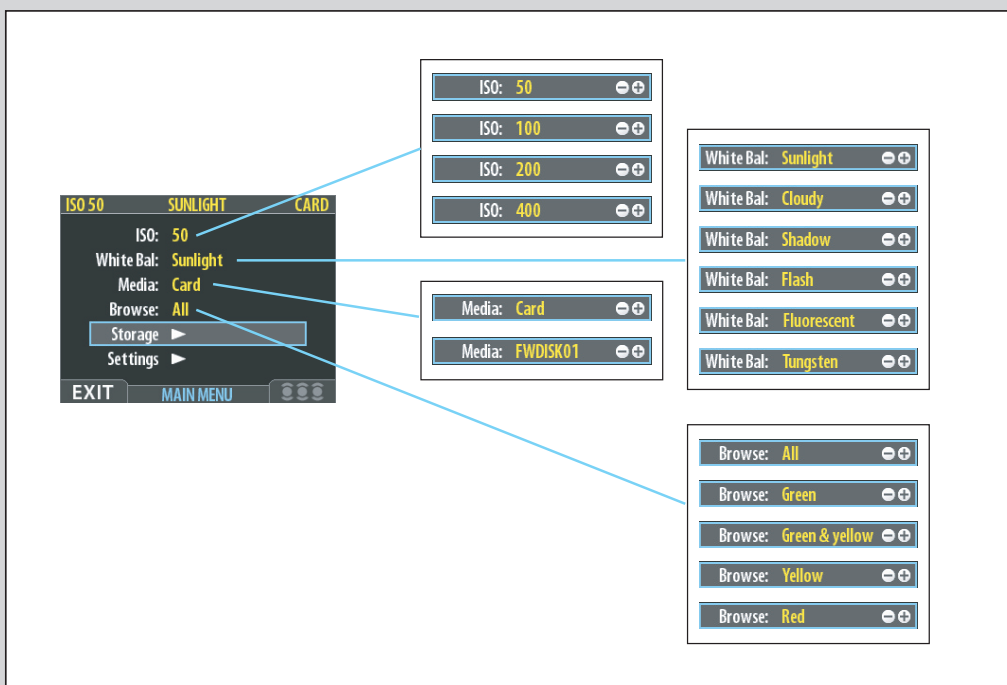 ISO 50 SUNLIGHT CARD
ISO: 50
White Bal: Sunlight
Media: Card
Browse: All
Storage
Settings
EXIT MAIN MENU
ISO: 50
ISO: 100
ISO: 200
ISO: 400
Media: Card
Media: FWDISK01
White Bal: Sunlight
White Bal: Cloudy
White Bal: Shadow
White Bal: Flash
White Bal: Fluorescent
White Bal: Tungsten
Browse: All
Browse: Green
Browse: Green & yellow
Browse: Yellow
Browse: Red